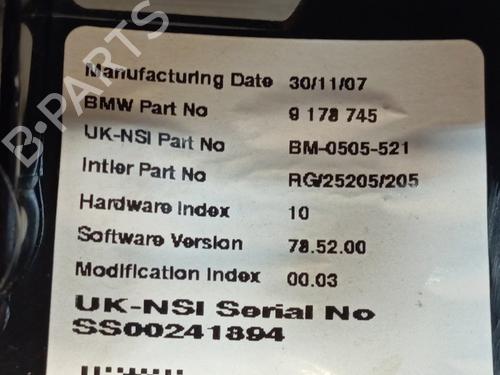 B-PARTS
Manufacturing Date 30/11/07
BMW Part No 9 178 745
UK-NSI Part No BM-0505-521
Intier Part No RG/25205/205
Hardware Index 10
Software Version 78.52.00
Modification Index 00.03
UK-NSI Serial No
SS00241894